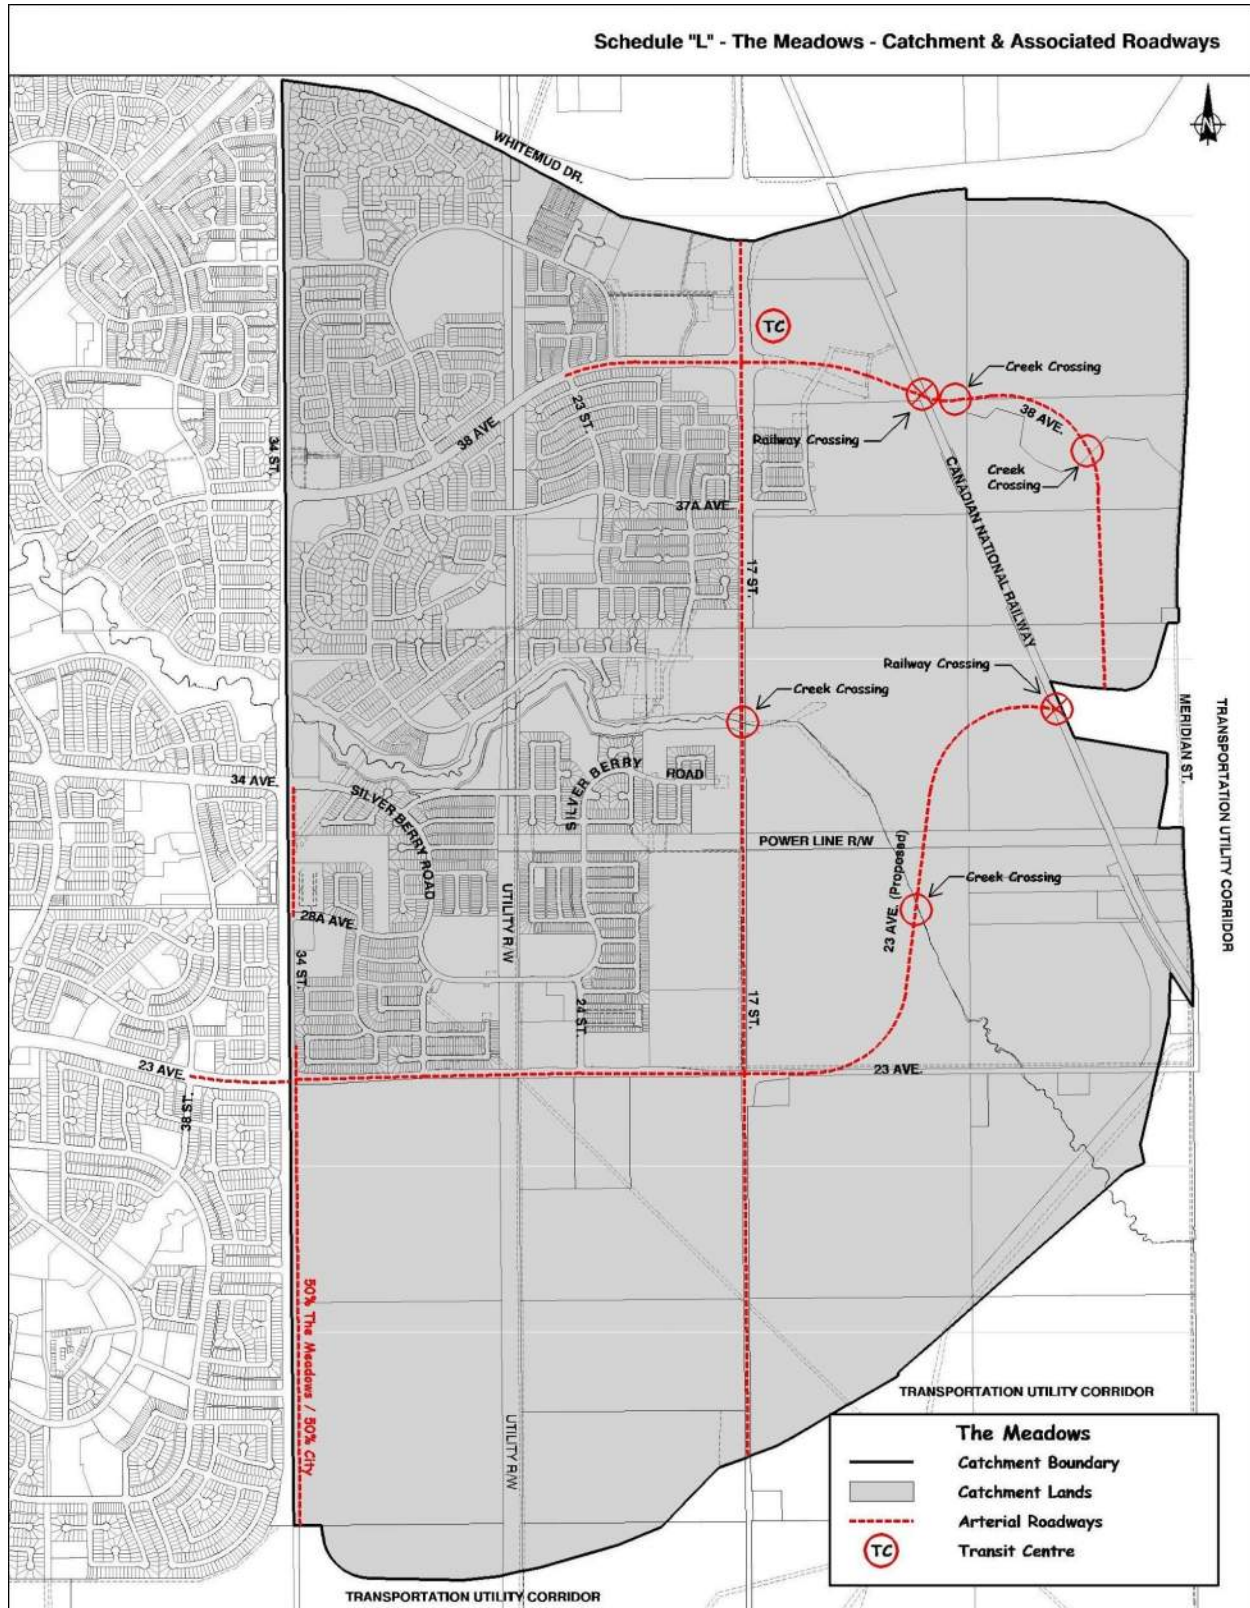 Schedule "L" - The Meadows - Catchment & Associated Roadways
N
WHITEMUD DR.
TC
Creek Crossing
38 AVE.
23 ST.
38 AVE.
34 ST.
Railway Crossing
Creek
Crossing
CANADIAN NATIONAL RAILWAY
37A AVE.
17 ST.
Railway Crossing
Creek Crossing
MERIDIAN ST.
TRANSPORTATION UTILITY CORRIDOR
34 AVE.
SILVER BERRY ROAD
SILVER BERRY
ROAD
POWER LINE R/W
23 AVE. (Proposed)
Creek Crossing
UTILITY R/W
28A AVE.
34 ST.
24 ST.
17 ST.
23 AVE.
23 AVE.
38 ST.
50% The Meadows / 50% City
UTILITY R/W
TRANSPORTATION UTILITY CORRIDOR
The Meadows
Catchment Boundary
Catchment Lands
Arterial Roadways
TC
Transit Centre
TRANSPORTATION UTILITY CORRIDOR